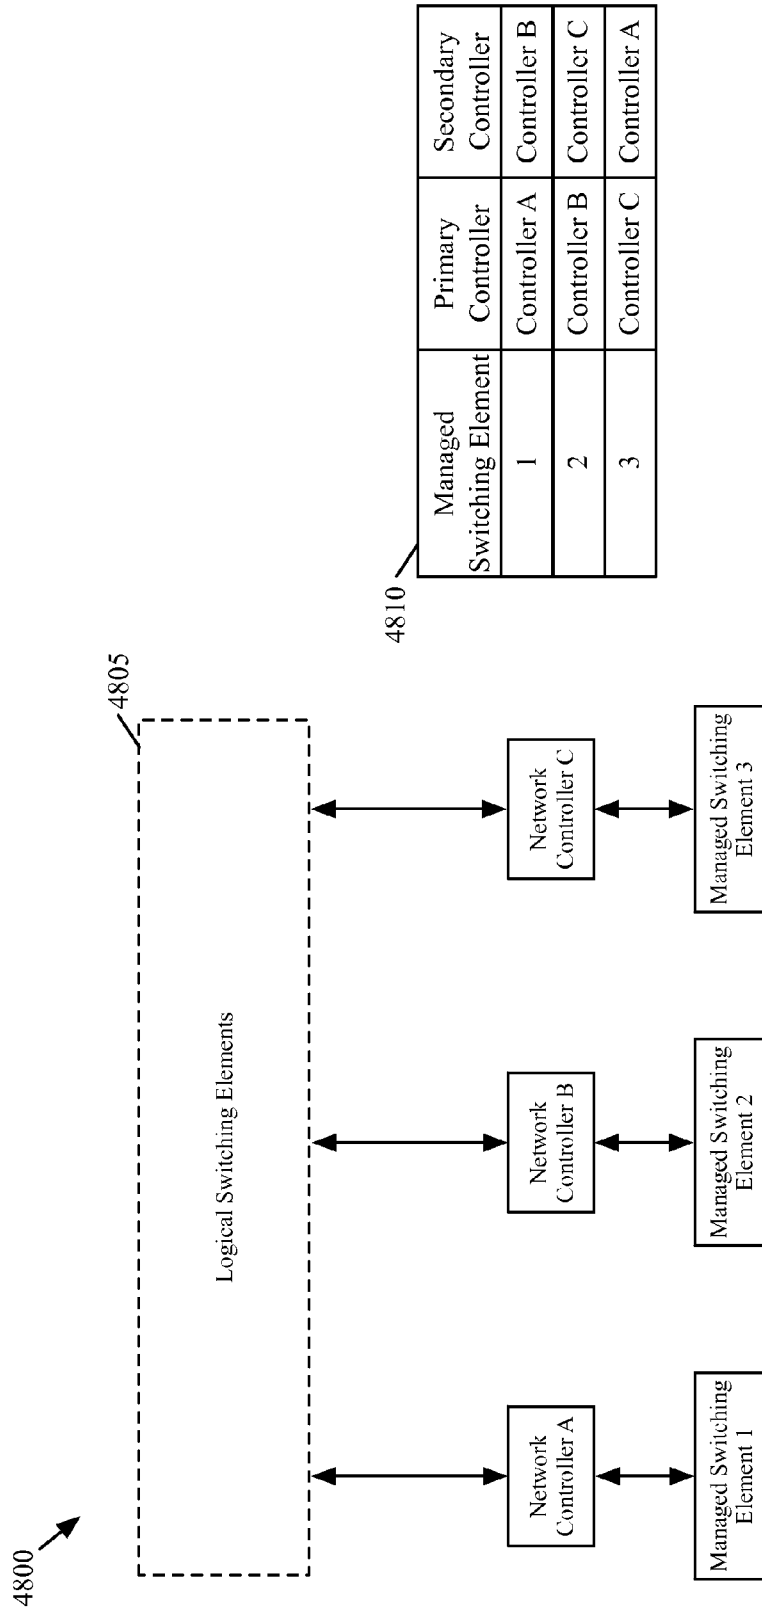 4800
4805
Logical Switching Elements
Network
Controller A
Network
Controller B
Network
Controller C
Managed Switching
Element 1
Managed Switching
Element 2
Managed Switching
Element 3
4810
Managed
Switching Element
Primary
Controller
Secondary
Controller
1
Controller A
Controller B
2
Controller B
Controller C
3
Controller C
Controller A